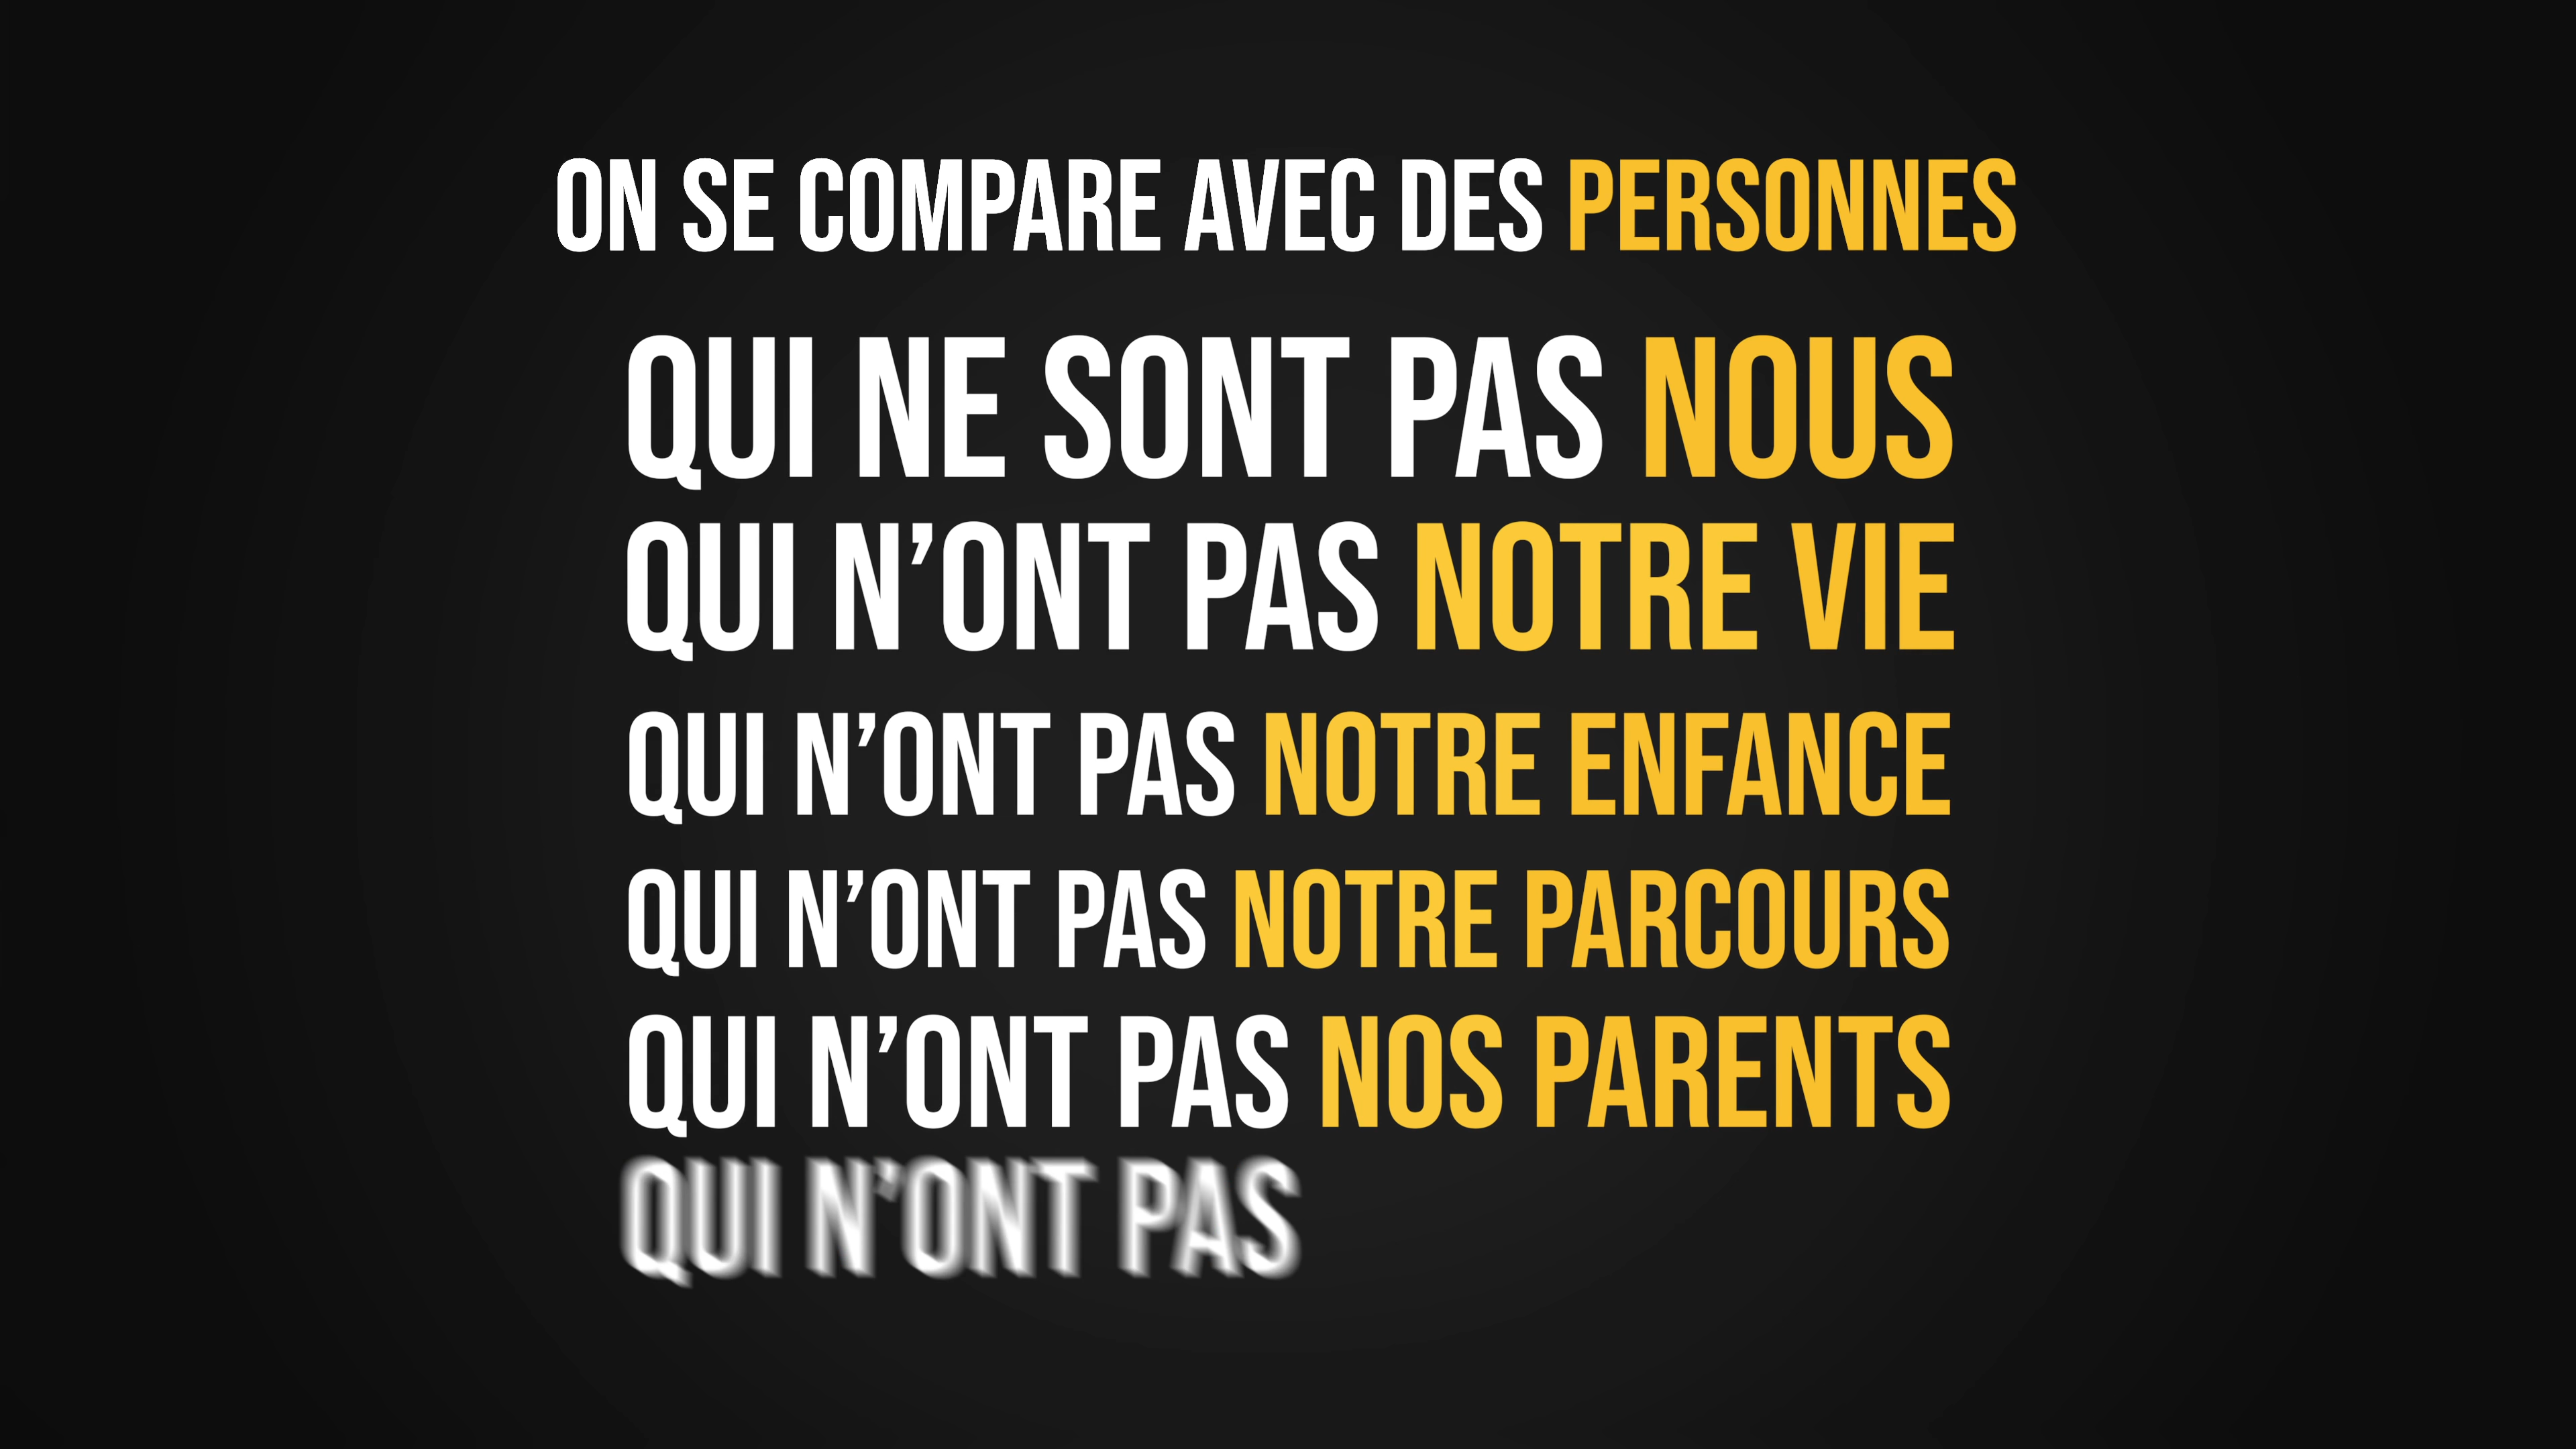 ON SE COMPARE AVEC DES PERSONNES
QUI NE SONT PAS NOUS
QUI N’ONT PAS NOTRE VIE
QUI N’ONT PAS NOTRE ENFANCE
QUI N’ONT PAS NOTRE PARCOURS
QUI N’ONT PAS NOS PARENTS
QUI N’ONT PAS